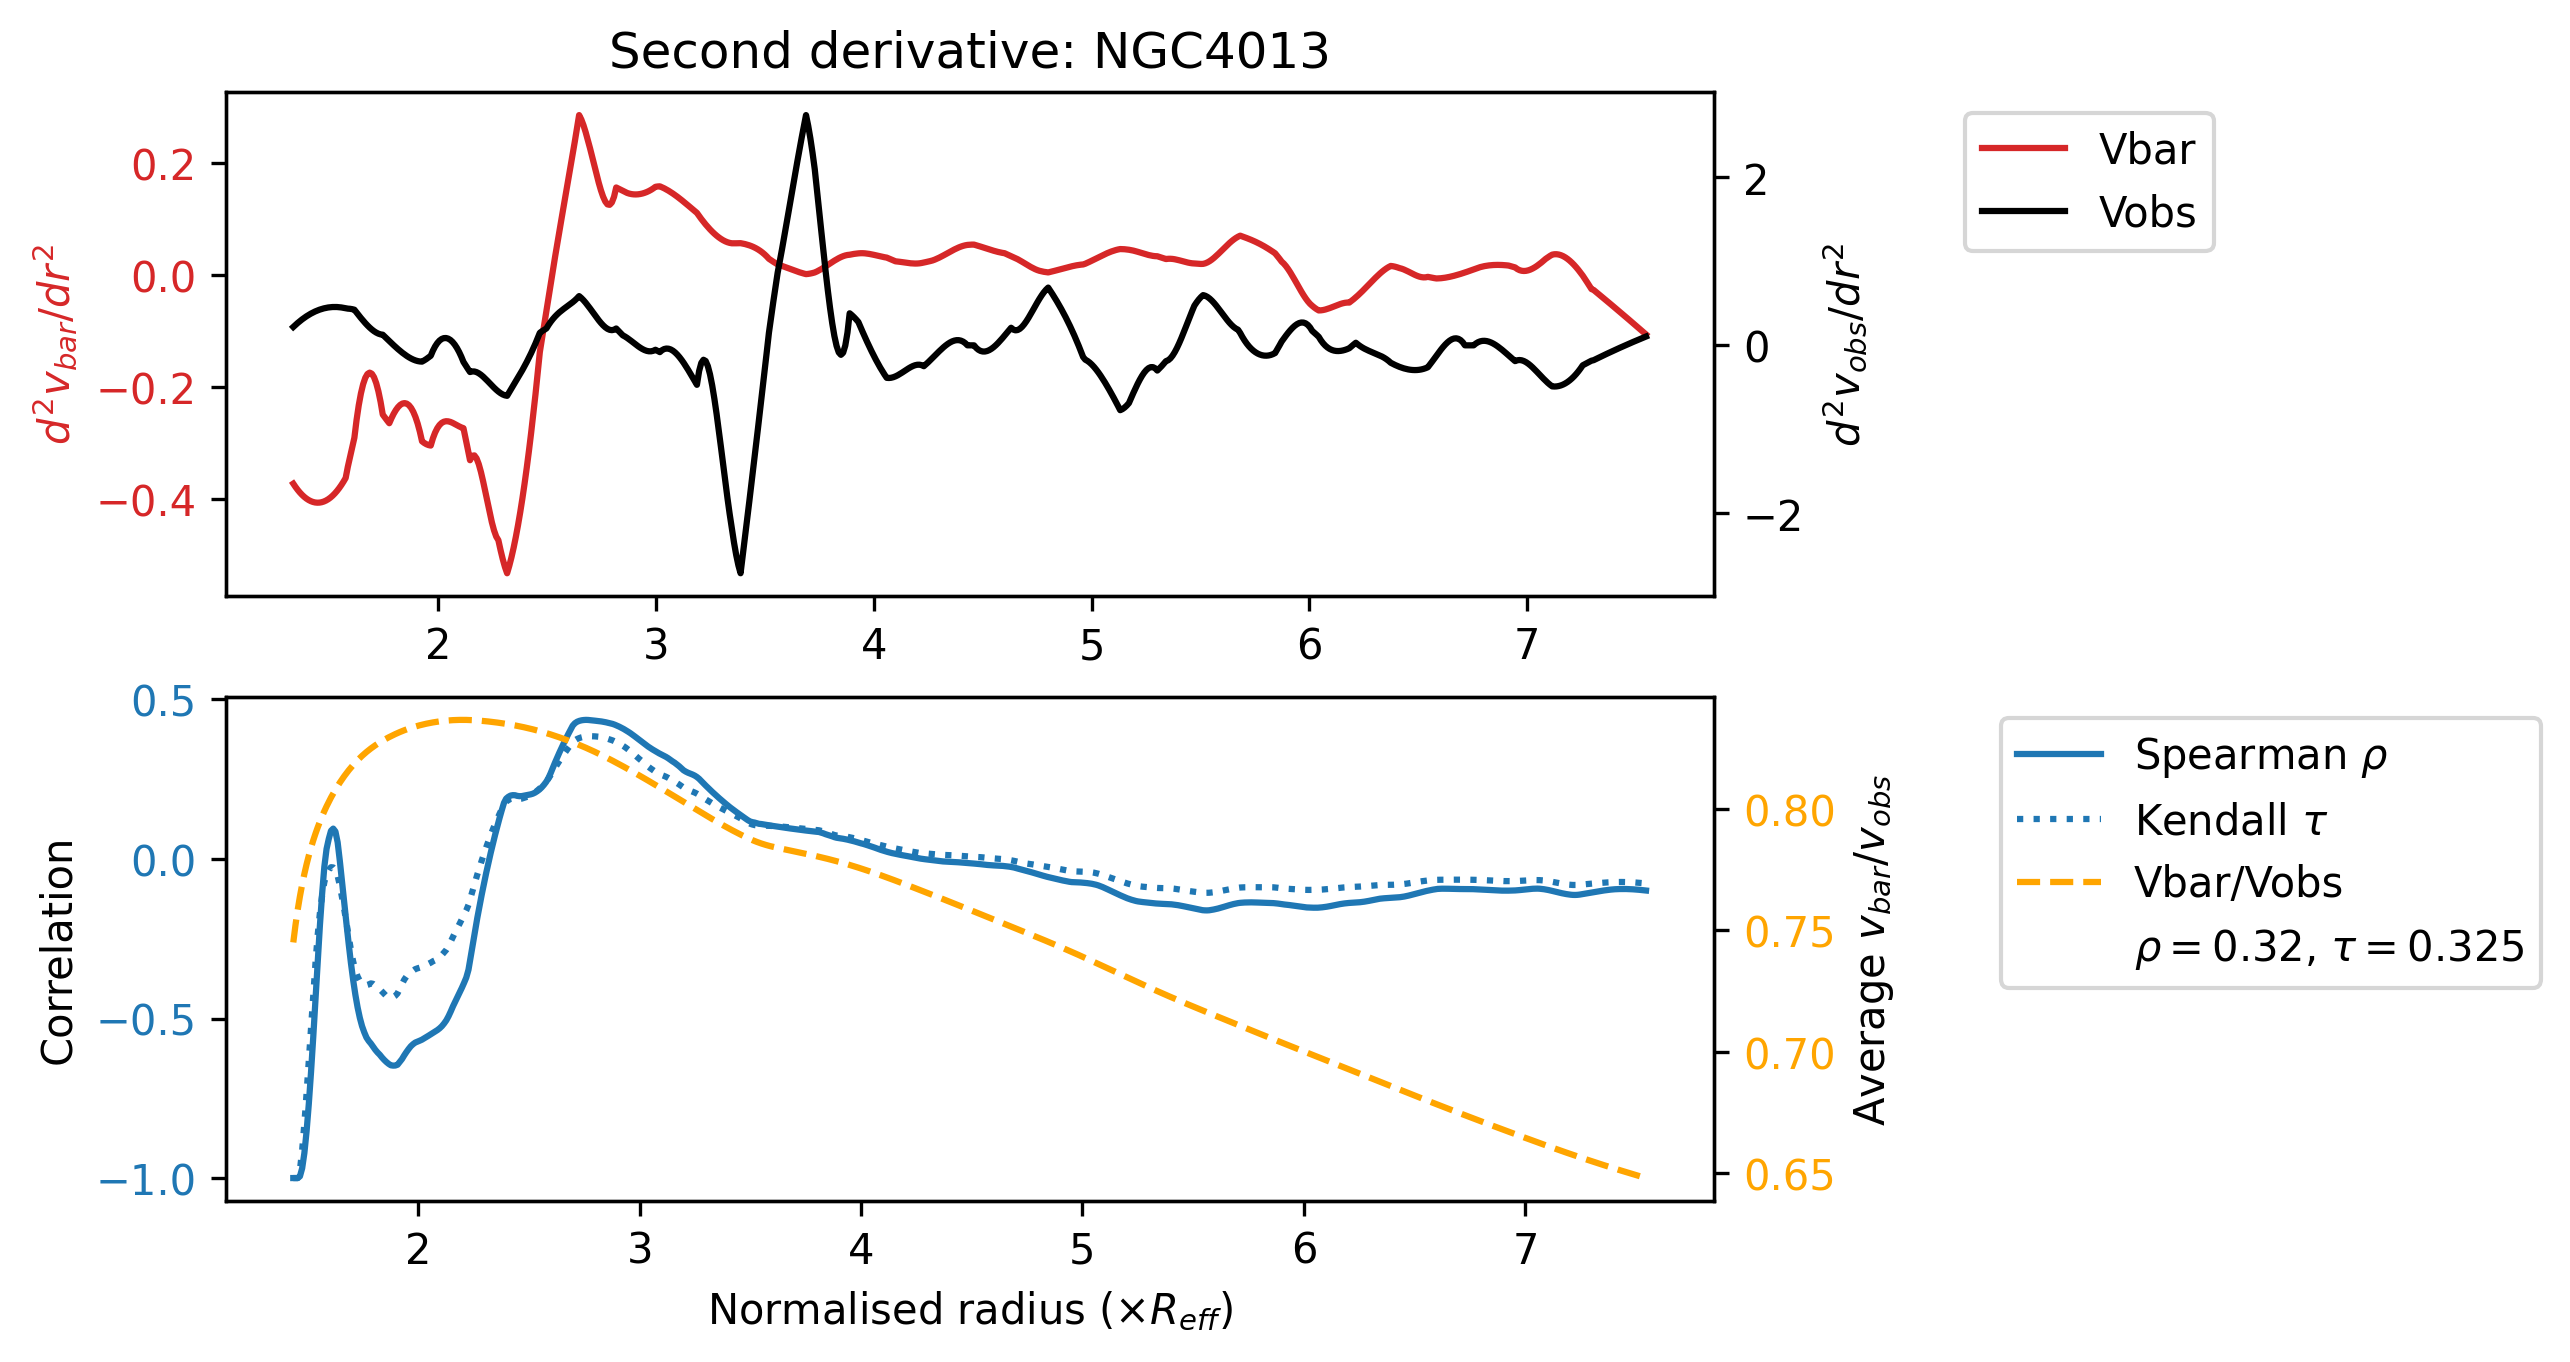 Second derivative: NGC4013
d²v_bar/dr²
0.2
0.0
−0.2
−0.4
2
0
−2
d²v_obs/dr²
2 3 4 5 6 7
Vbar
Vobs
Correlation
0.5
0.0
−0.5
−1.0
0.80
0.75
0.70
0.65
Average v_bar/v_obs
2 3 4 5 6 7
Normalised radius (×R_eff)
Spearman ρ
Kendall τ
Vbar/Vobs
ρ = 0.32, τ = 0.325